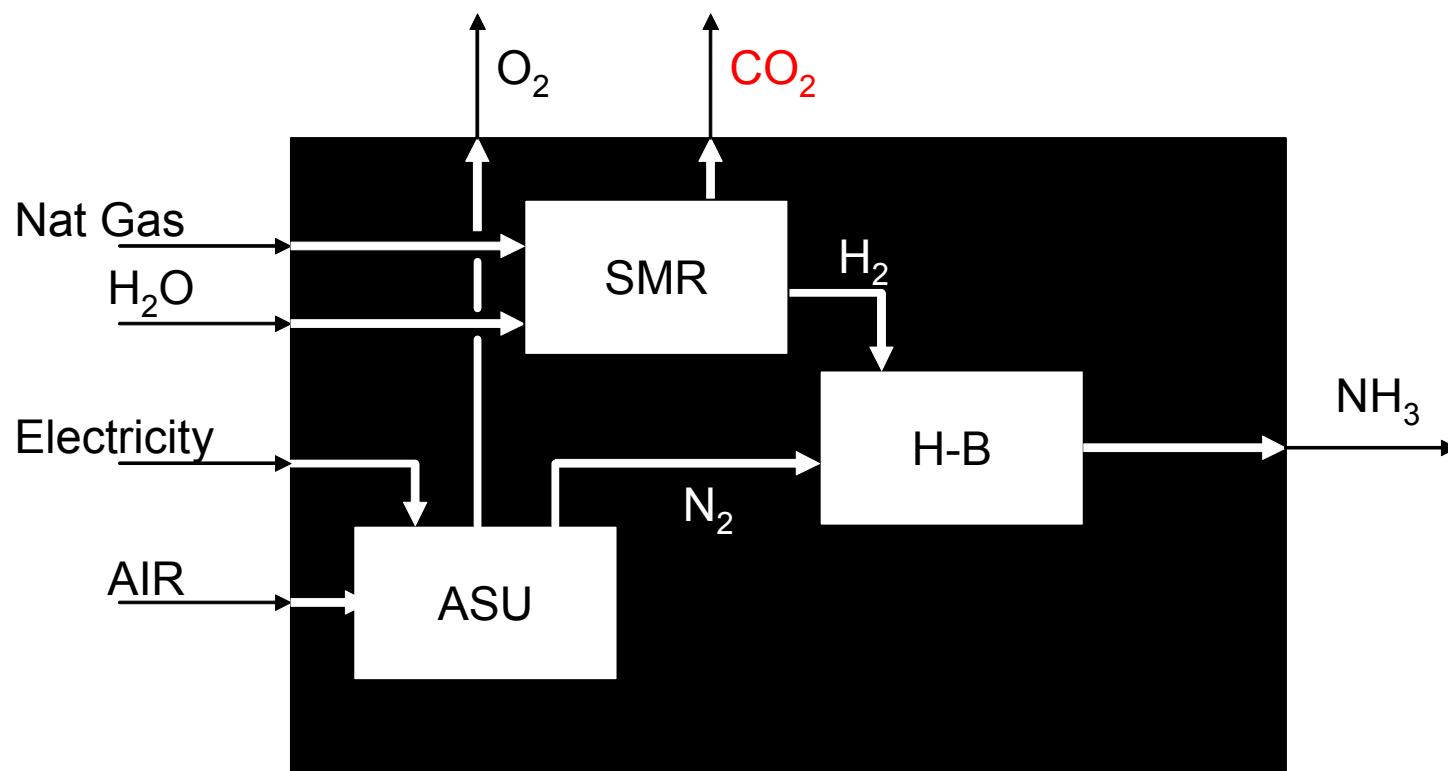 O₂
CO₂
Nat Gas
SMR
H₂
H₂O
NH₃
Electricity
H-B
N₂
AIR
ASU